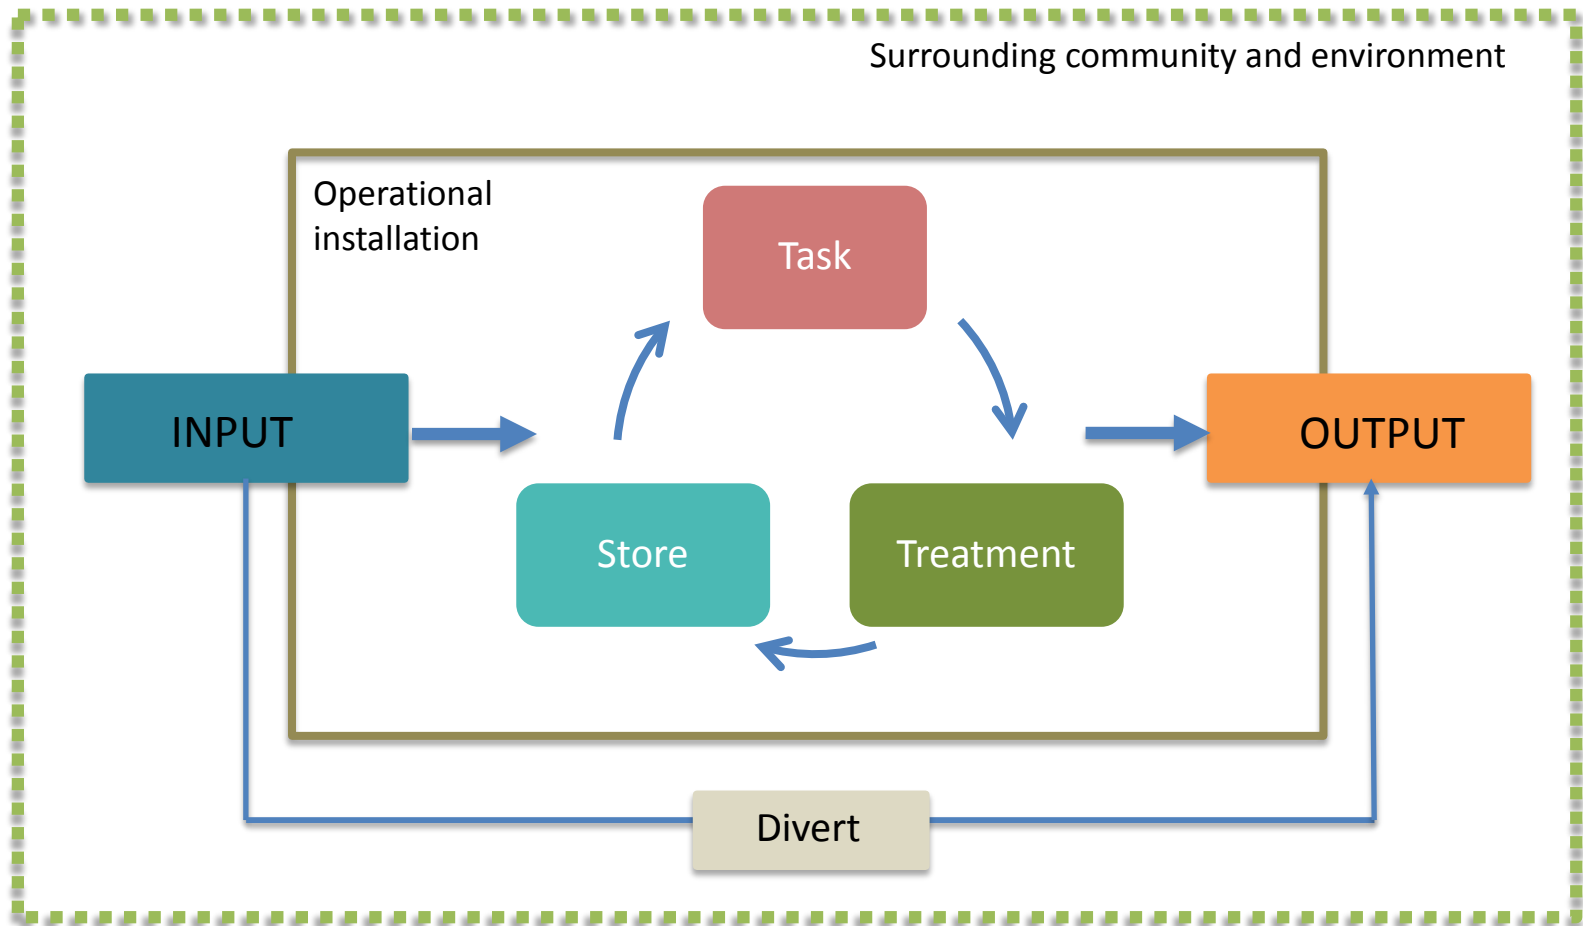 Surrounding community and environment
Operational
installation
Task
INPUT
OUTPUT
Store
Treatment
Divert